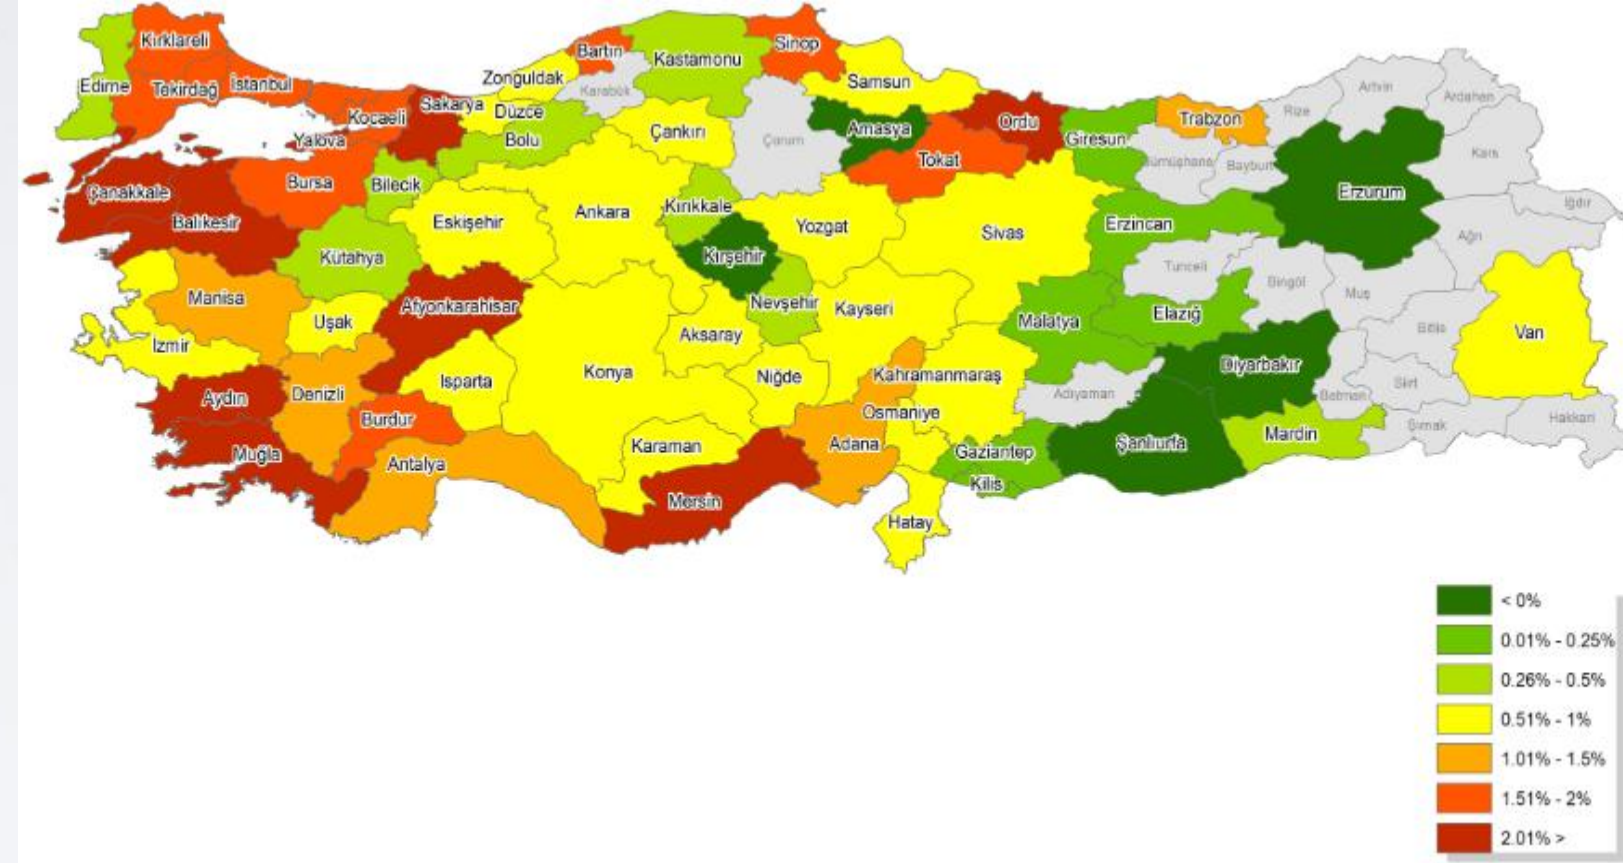 Kırklareli
Edirne
Tekirdağ
İstanbul
Kocaeli
Yalova
Sakarya
Zonguldak
Düzce
Bolu
Bartın
Karabük
Kastamonu
Sinop
Samsun
Çankırı
Çorum
Amasya
Ordu
Tokat
Giresun
Trabzon
Gümüşhane
Bayburt
Rize
Artvin
Ardahan
Kars
Iğdır
Ağrı
Erzurum
Erzincan
Çanakkale
Balıkesir
Bursa
Bilecik
Eskişehir
Ankara
Kırıkkale
Kırşehir
Yozgat
Sivas
Kütahya
Manisa
Uşak
Afyonkarahisar
İzmir
Nevşehir
Kayseri
Aksaray
Malatya
Elazığ
Tunceli
Bingöl
Muş
Bitlis
Van
Aydın
Denizli
Isparta
Konya
Niğde
Kahramanmaraş
Adıyaman
Diyarbakır
Batman
Siirt
Şırnak
Hakkari
Muğla
Burdur
Antalya
Karaman
Mersin
Adana
Osmaniye
Gaziantep
Kilis
Hatay
Şanlıurfa
Mardin
< 0%
0.01% - 0.25%
0.26% - 0.5%
0.51% - 1%
1.01% - 1.5%
1.51% - 2%
2.01% >